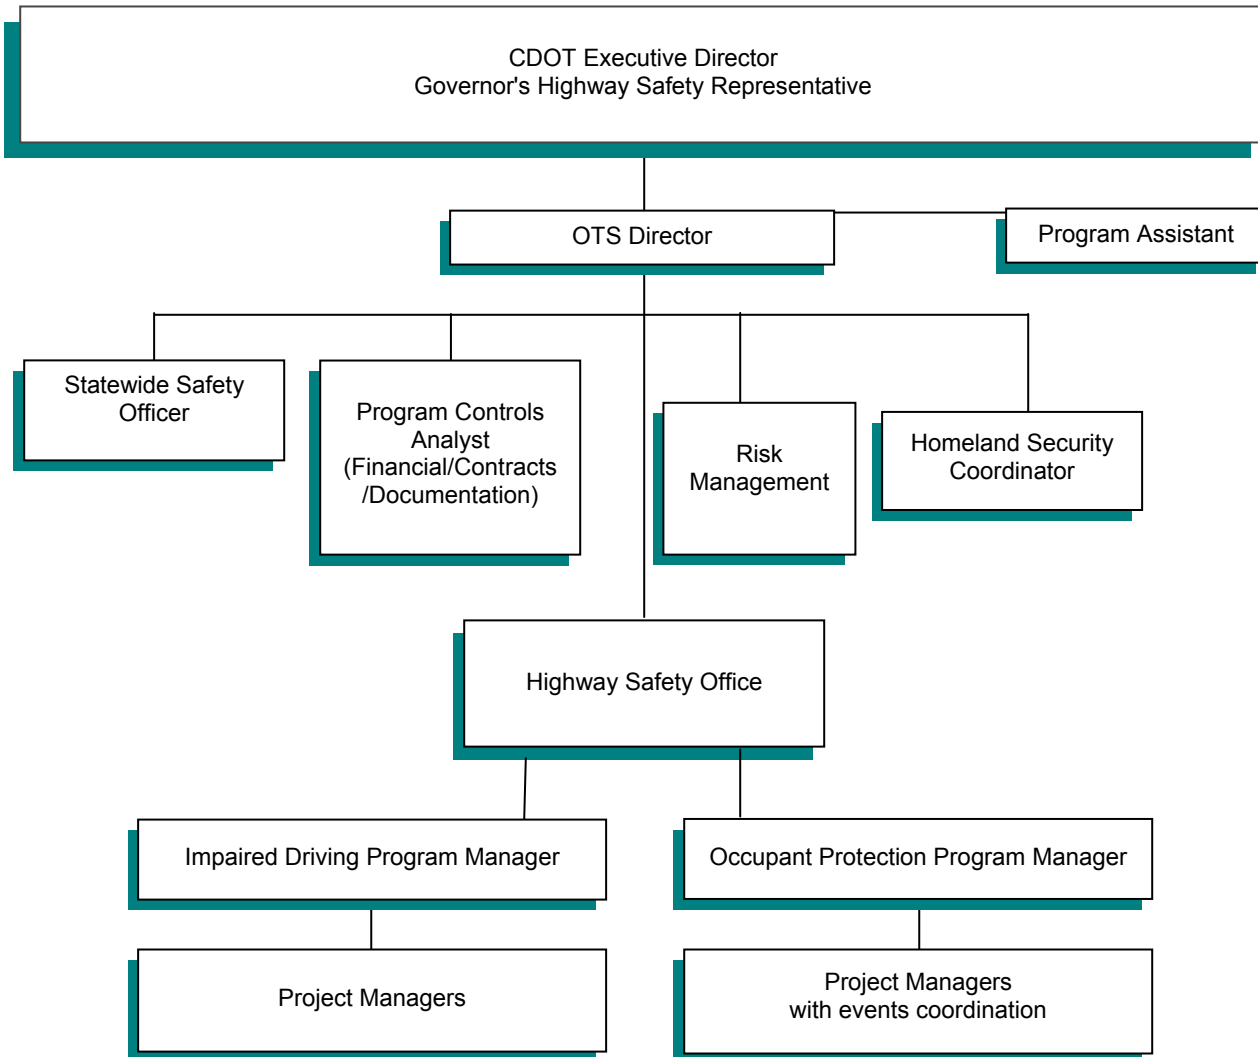 CDOT Executive Director
Governor's Highway Safety Representative
OTS Director
Program Assistant
Statewide Safety
Officer
Program Controls
Analyst
(Financial/Contracts
/Documentation)
Risk
Management
Homeland Security
Coordinator
Highway Safety Office
Impaired Driving Program Manager
Occupant Protection Program Manager
Project Managers
Project Managers
with events coordination